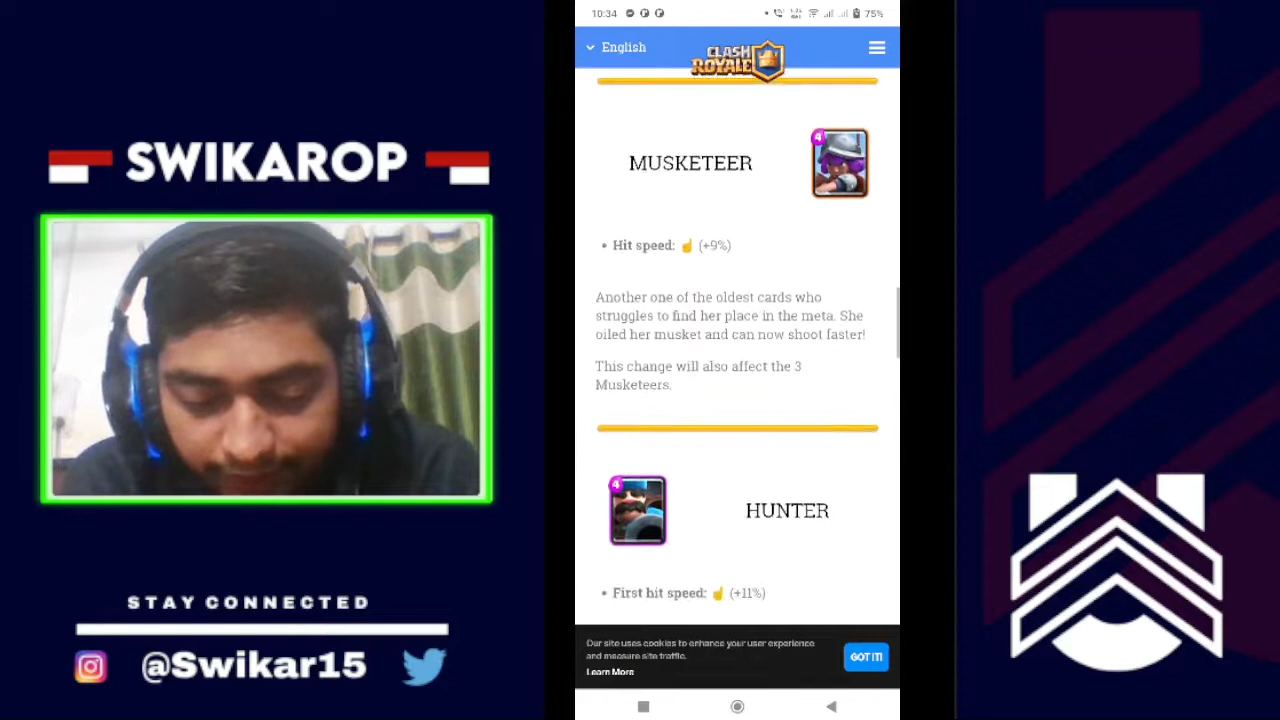 SWIKAROP
STAY CONNECTED
@Swikar15
10:34
75%
English
CLASH
ROYALE
MUSKETEER
4
• Hit speed: ☝ (+9%)
Another one of the oldest cards who
struggles to find her place in the meta. She
oiled her musket and can now shoot faster!
This change will also affect the 3
Musketeers.
4
HUNTER
• First hit speed: ☝ (+11%)
Our site uses cookies to enhance your user experience
and measure site traffic.
Learn More
GOT IT!